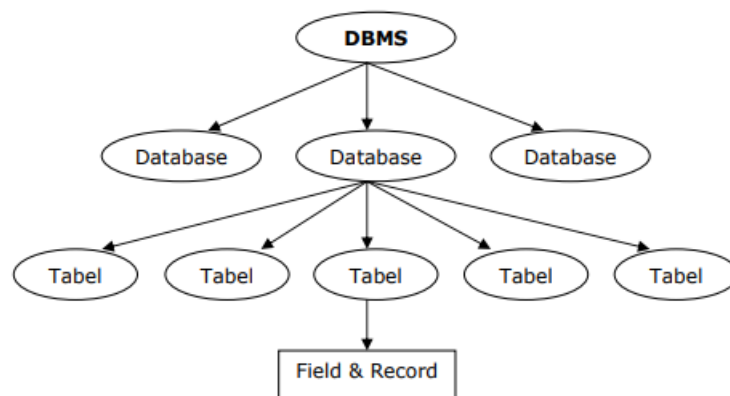 DBMS
Database Database Database
Tabel Tabel Tabel Tabel Tabel
Field & Record